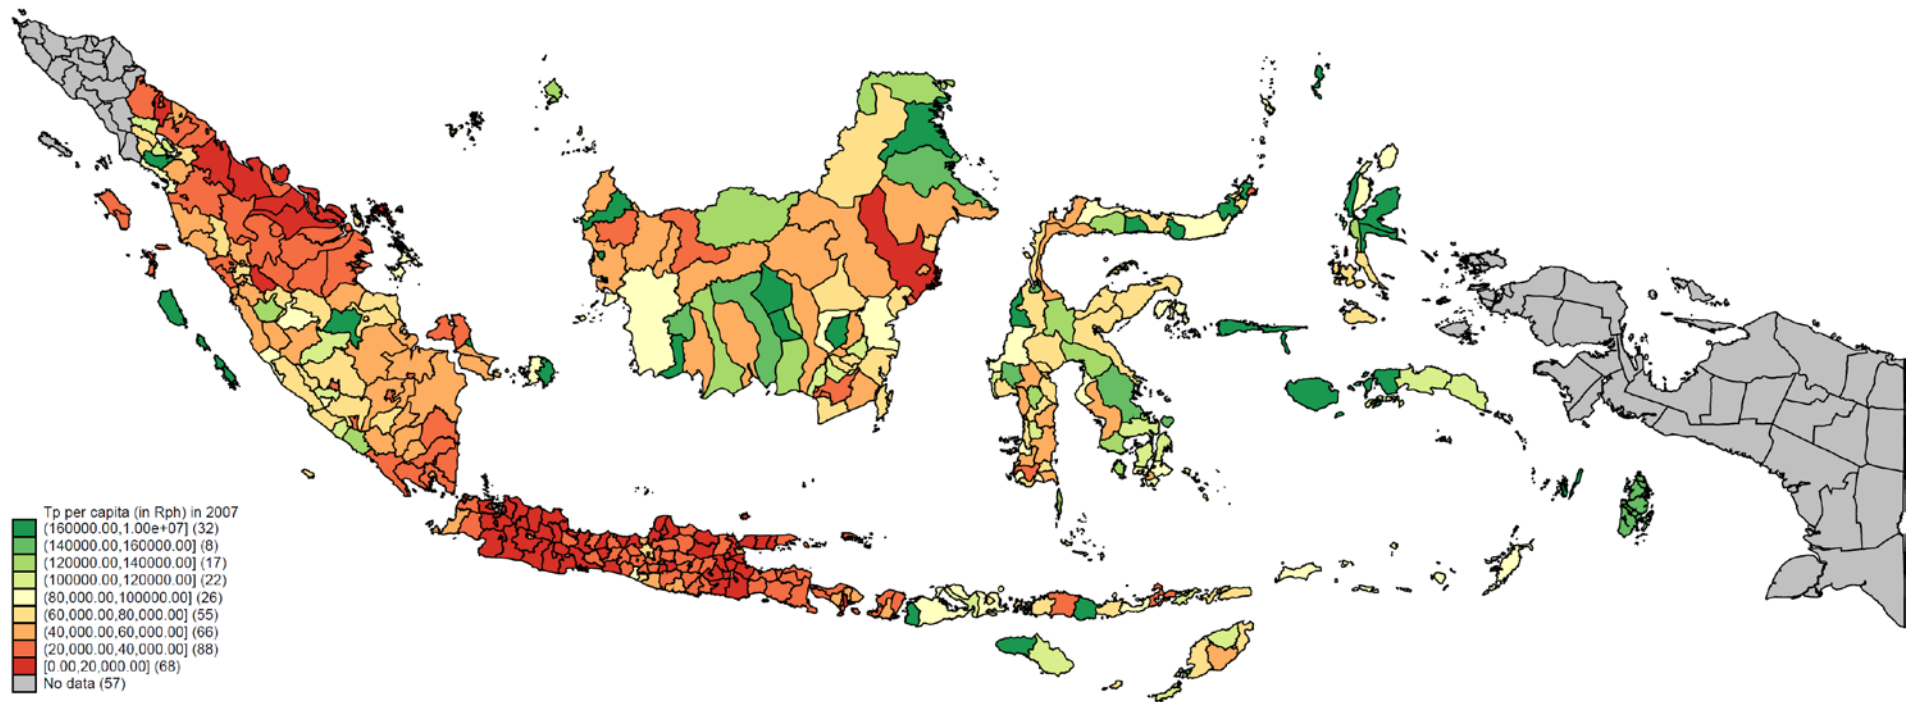 Tp per capita (in Rph) in 2007
(160000.00,1.00e+07] (32)
(140000.00,160000.00] (8)
(120000.00,140000.00] (17)
(100000.00,120000.00] (22)
(80,000.00,100000.00] (26)
(60,000.00,80,000.00] (55)
(40,000.00,60,000.00] (66)
(20,000.00,40,000.00] (88)
[0.00,20,000.00] (68)
No data (57)